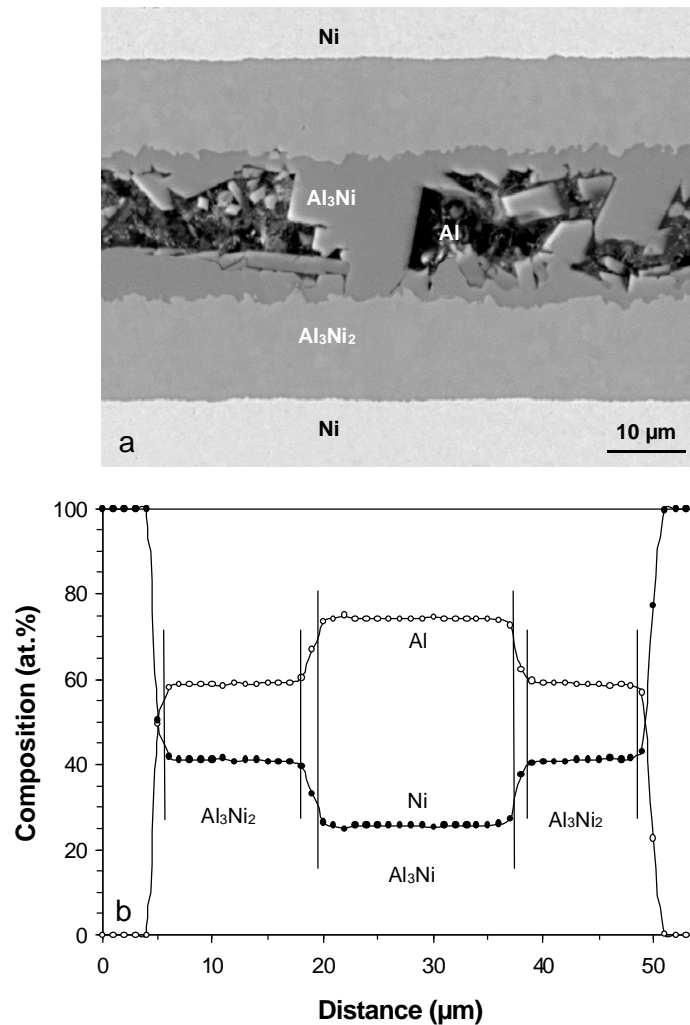 Ni
Al₃Ni
Al
Al₃Ni₂
Ni
a
10 µm
100
80
60
40
20
0
Composition (at.%)
Al
Ni
Al₃Ni₂
Al₃Ni₂
Al₃Ni
b
0
10
20
30
40
50
Distance (µm)